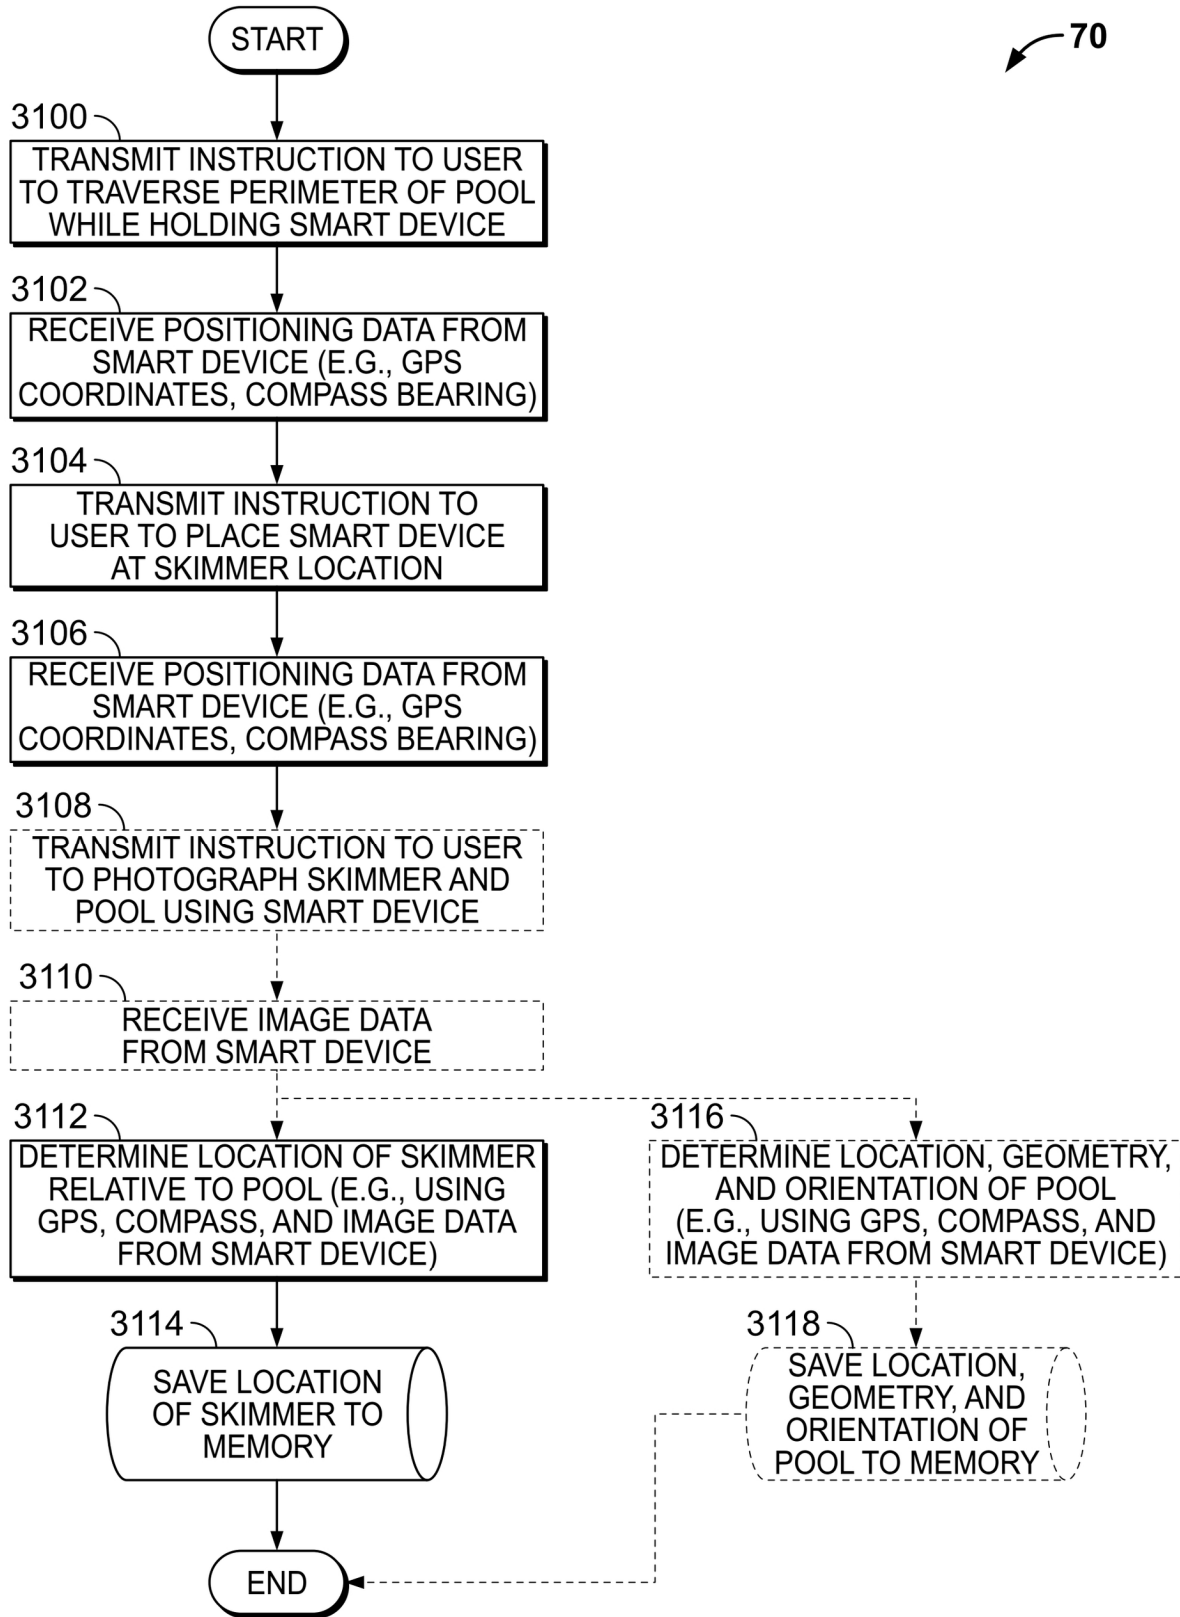 START
70
3100
TRANSMIT INSTRUCTION TO USER
TO TRAVERSE PERIMETER OF POOL
WHILE HOLDING SMART DEVICE
3102
RECEIVE POSITIONING DATA FROM
SMART DEVICE (E.G., GPS
COORDINATES, COMPASS BEARING)
3104
TRANSMIT INSTRUCTION TO
USER TO PLACE SMART DEVICE
AT SKIMMER LOCATION
3106
RECEIVE POSITIONING DATA FROM
SMART DEVICE (E.G., GPS
COORDINATES, COMPASS BEARING)
3108
TRANSMIT INSTRUCTION TO USER
TO PHOTOGRAPH SKIMMER AND
POOL USING SMART DEVICE
3110
RECEIVE IMAGE DATA
FROM SMART DEVICE
3112
DETERMINE LOCATION OF SKIMMER
RELATIVE TO POOL (E.G., USING
GPS, COMPASS, AND IMAGE DATA
FROM SMART DEVICE)
3116
DETERMINE LOCATION, GEOMETRY,
AND ORIENTATION OF POOL
(E.G., USING GPS, COMPASS, AND
IMAGE DATA FROM SMART DEVICE)
3114
SAVE LOCATION
OF SKIMMER TO
MEMORY
3118
SAVE LOCATION,
GEOMETRY, AND
ORIENTATION OF
POOL TO MEMORY
END